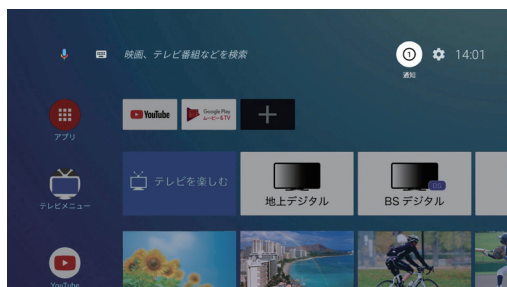 映画、テレビ番組などを検索
1
14:01
通知
アプリ
YouTube
Google Play
ムービー&TV
テレビメニュー
テレビを楽しむ
地上デジタル
BS
BS デジタル
YouTube